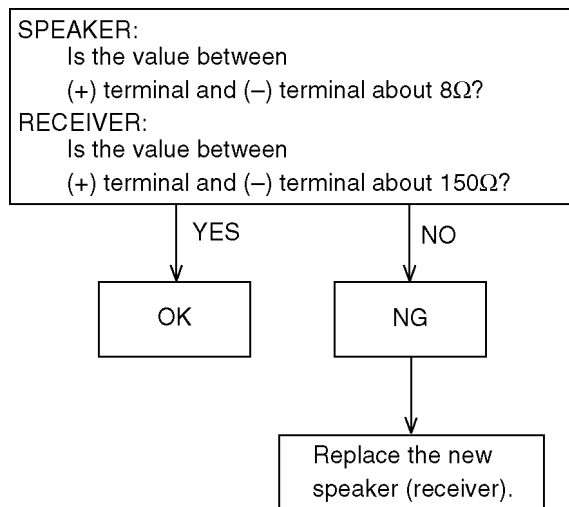 SPEAKER:
Is the value between
(+) terminal and (–) terminal about 8Ω?
RECEIVER:
Is the value between
(+) terminal and (–) terminal about 150Ω?
YES
NO
OK
NG
Replace the new
speaker (receiver).